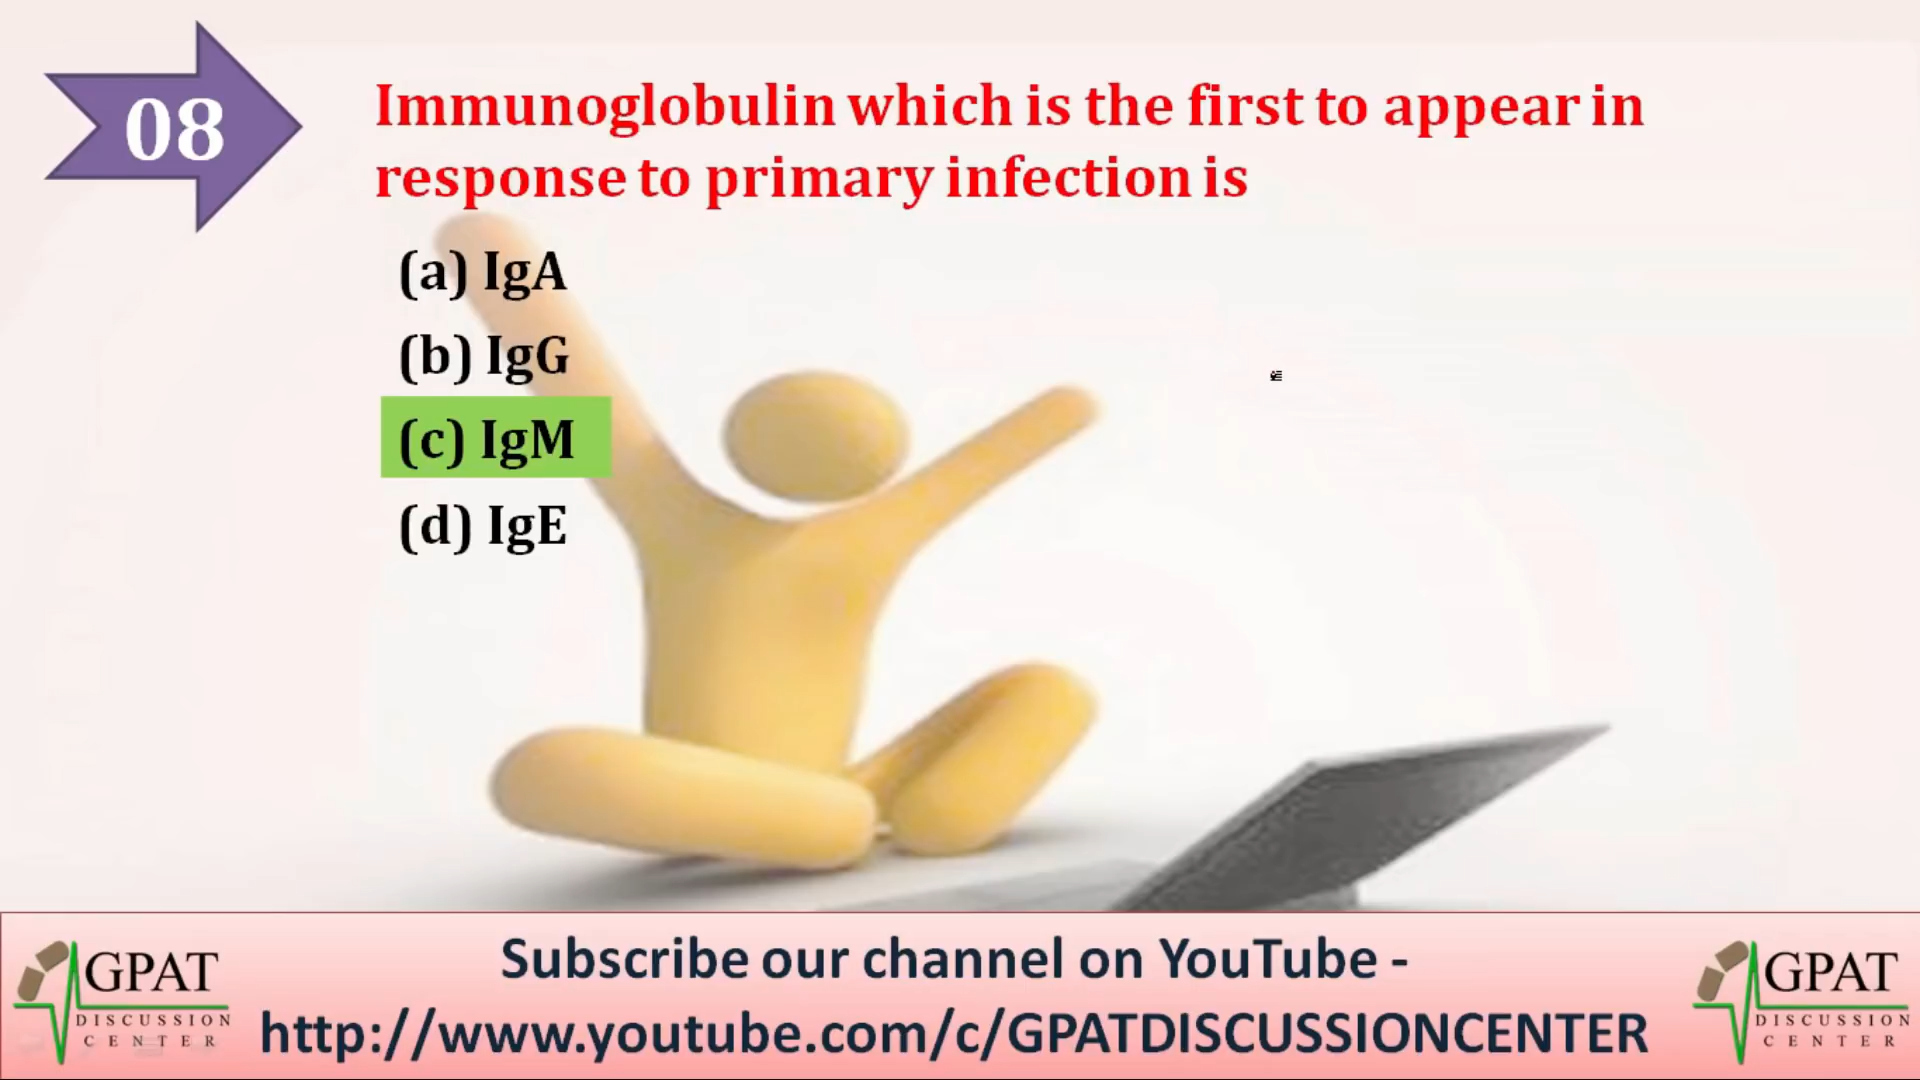 08
Immunoglobulin which is the first to appear in
response to primary infection is
(a) IgA
(b) IgG
(c) IgM
(d) IgE
GPAT
DISCUSSION
CENTER
Subscribe our channel on YouTube -
http://www.youtube.com/c/GPATDISCUSSIONCENTER
GPAT
DISCUSSION
CENTER